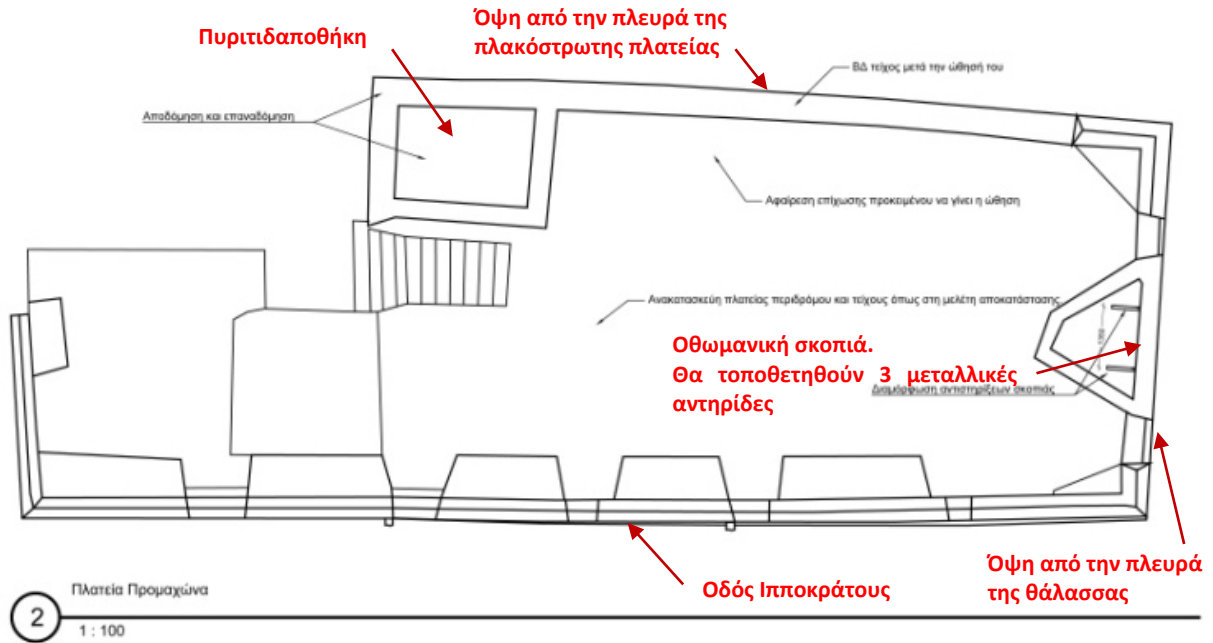 Όψη από την πλευρά της
πλακόστρωτης πλατείας
Πυριτιδαποθήκη
ΒΔ τείχος μετά την ώθησή του
Αποδόμηση και επαναδόμηση
Αφαίρεση επίχωσης προκειμένου να γίνει η ώθηση
Ανακατασκεύη πλατείας περιδρόμου και τείχους όπως στη μελέτη αποκατάστασης
Οθωμανική σκοπιά.
Θα τοποθετηθούν 3 μεταλλικές
αντηρίδες
Διαμόρφωση αντιστηρίξεων σκοπιάς
Όψη από την πλευρά
της θάλασσας
Οδός Ιπποκράτους
Πλατεία Προμαχώνα
2
1 : 100